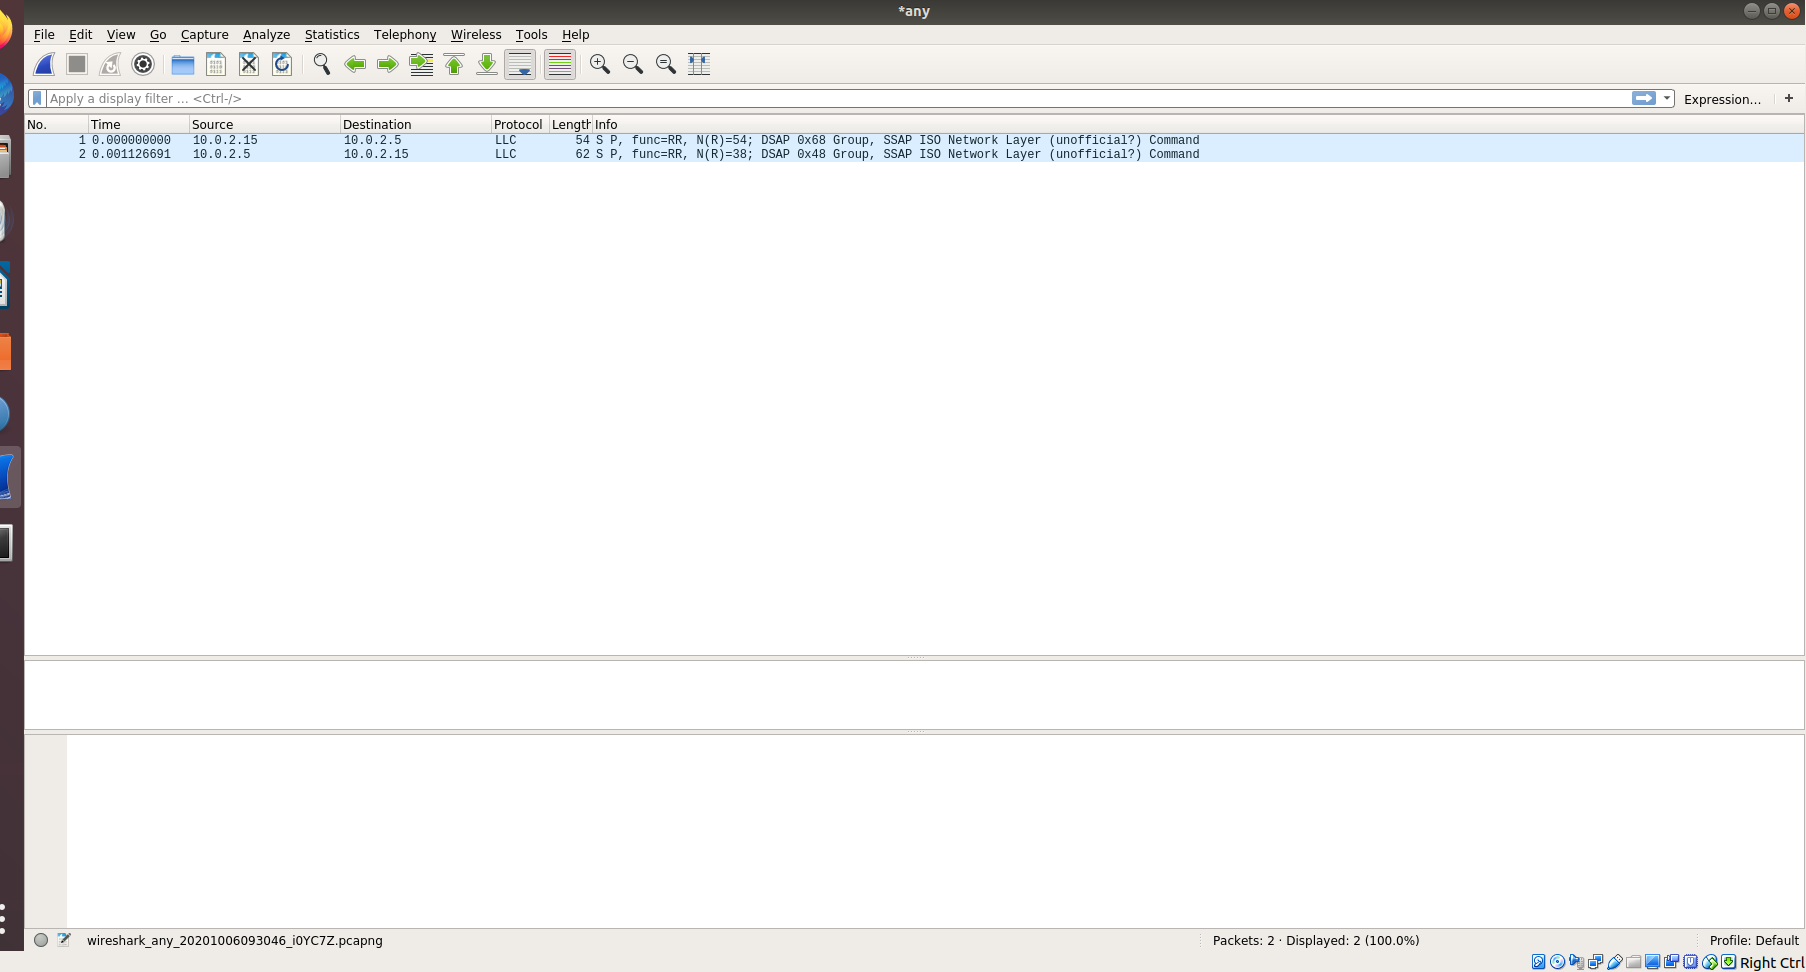 *any
File Edit View Go Capture Analyze Statistics Telephony Wireless Tools Help
Apply a display filter ... <Ctrl-/> Expression... +
No. Time Source Destination Protocol Length Info
1 0.000000000 10.0.2.15 10.0.2.5 LLC 54 S P, func=RR, N(R)=54; DSAP 0x68 Group, SSAP ISO Network Layer (unofficial?) Command
2 0.001126691 10.0.2.5 10.0.2.15 LLC 62 S P, func=RR, N(R)=38; DSAP 0x48 Group, SSAP ISO Network Layer (unofficial?) Command
wireshark_any_20201006093046_i0YC7Z.pcapng Packets: 2 · Displayed: 2 (100.0%) Profile: Default
Right Ctrl